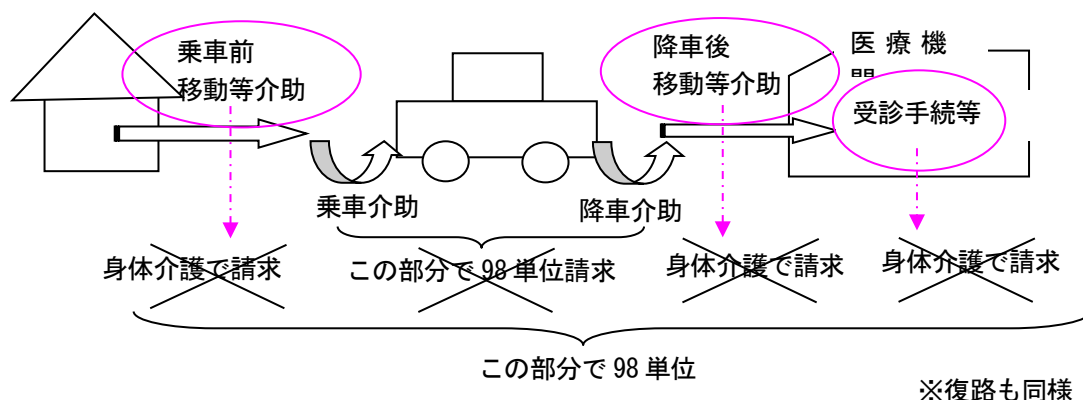 乗車前
移動等介助
降車後
移動等介助
医療機
受診手続等
乗車介助
降車介助
身体介護で請求
この部分で98単位請求
身体介護で請求
身体介護で請求
この部分で98単位
※復路も同様